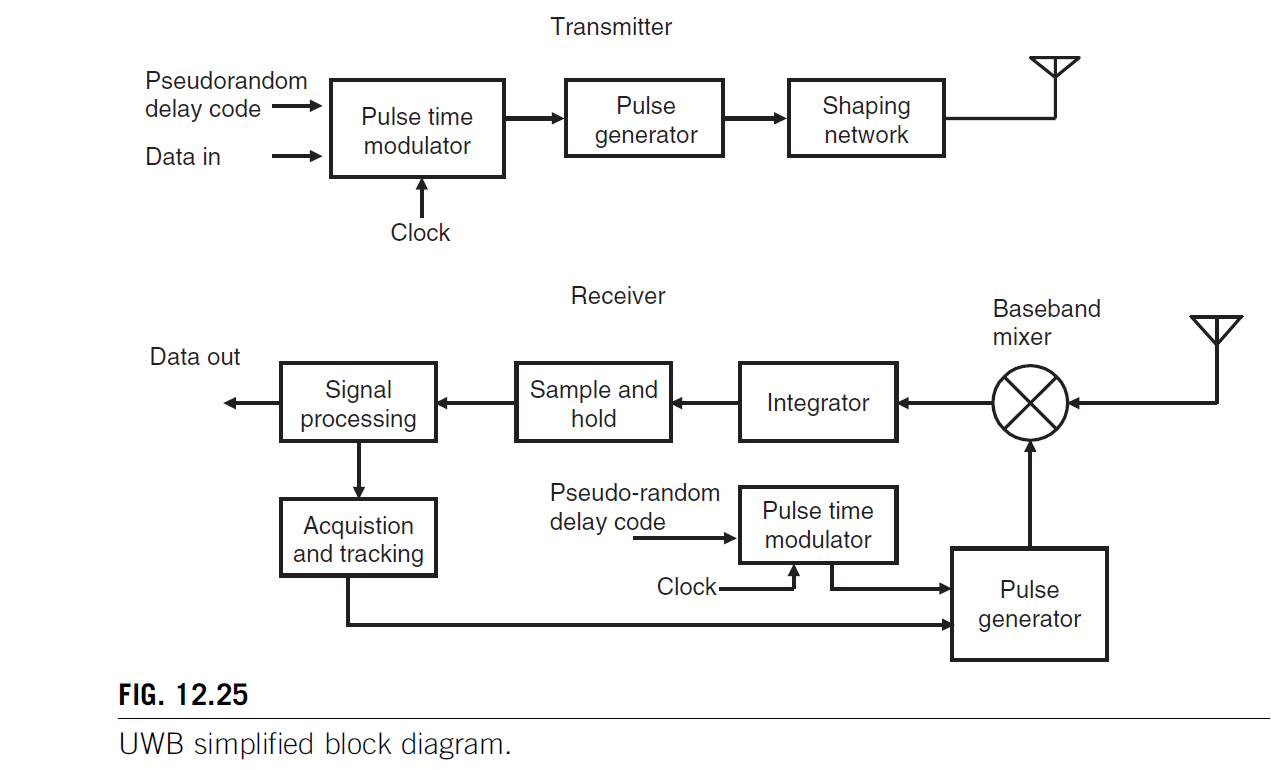 Transmitter
Pseudorandom
delay code
Data in
Pulse time
modulator
Pulse
generator
Shaping
network
Clock
Receiver
Baseband
mixer
Data out
Signal
processing
Sample and
hold
Integrator
Acquistion
and tracking
Pseudo-random
delay code
Pulse time
modulator
Clock
Pulse
generator
FIG. 12.25
UWB simplified block diagram.